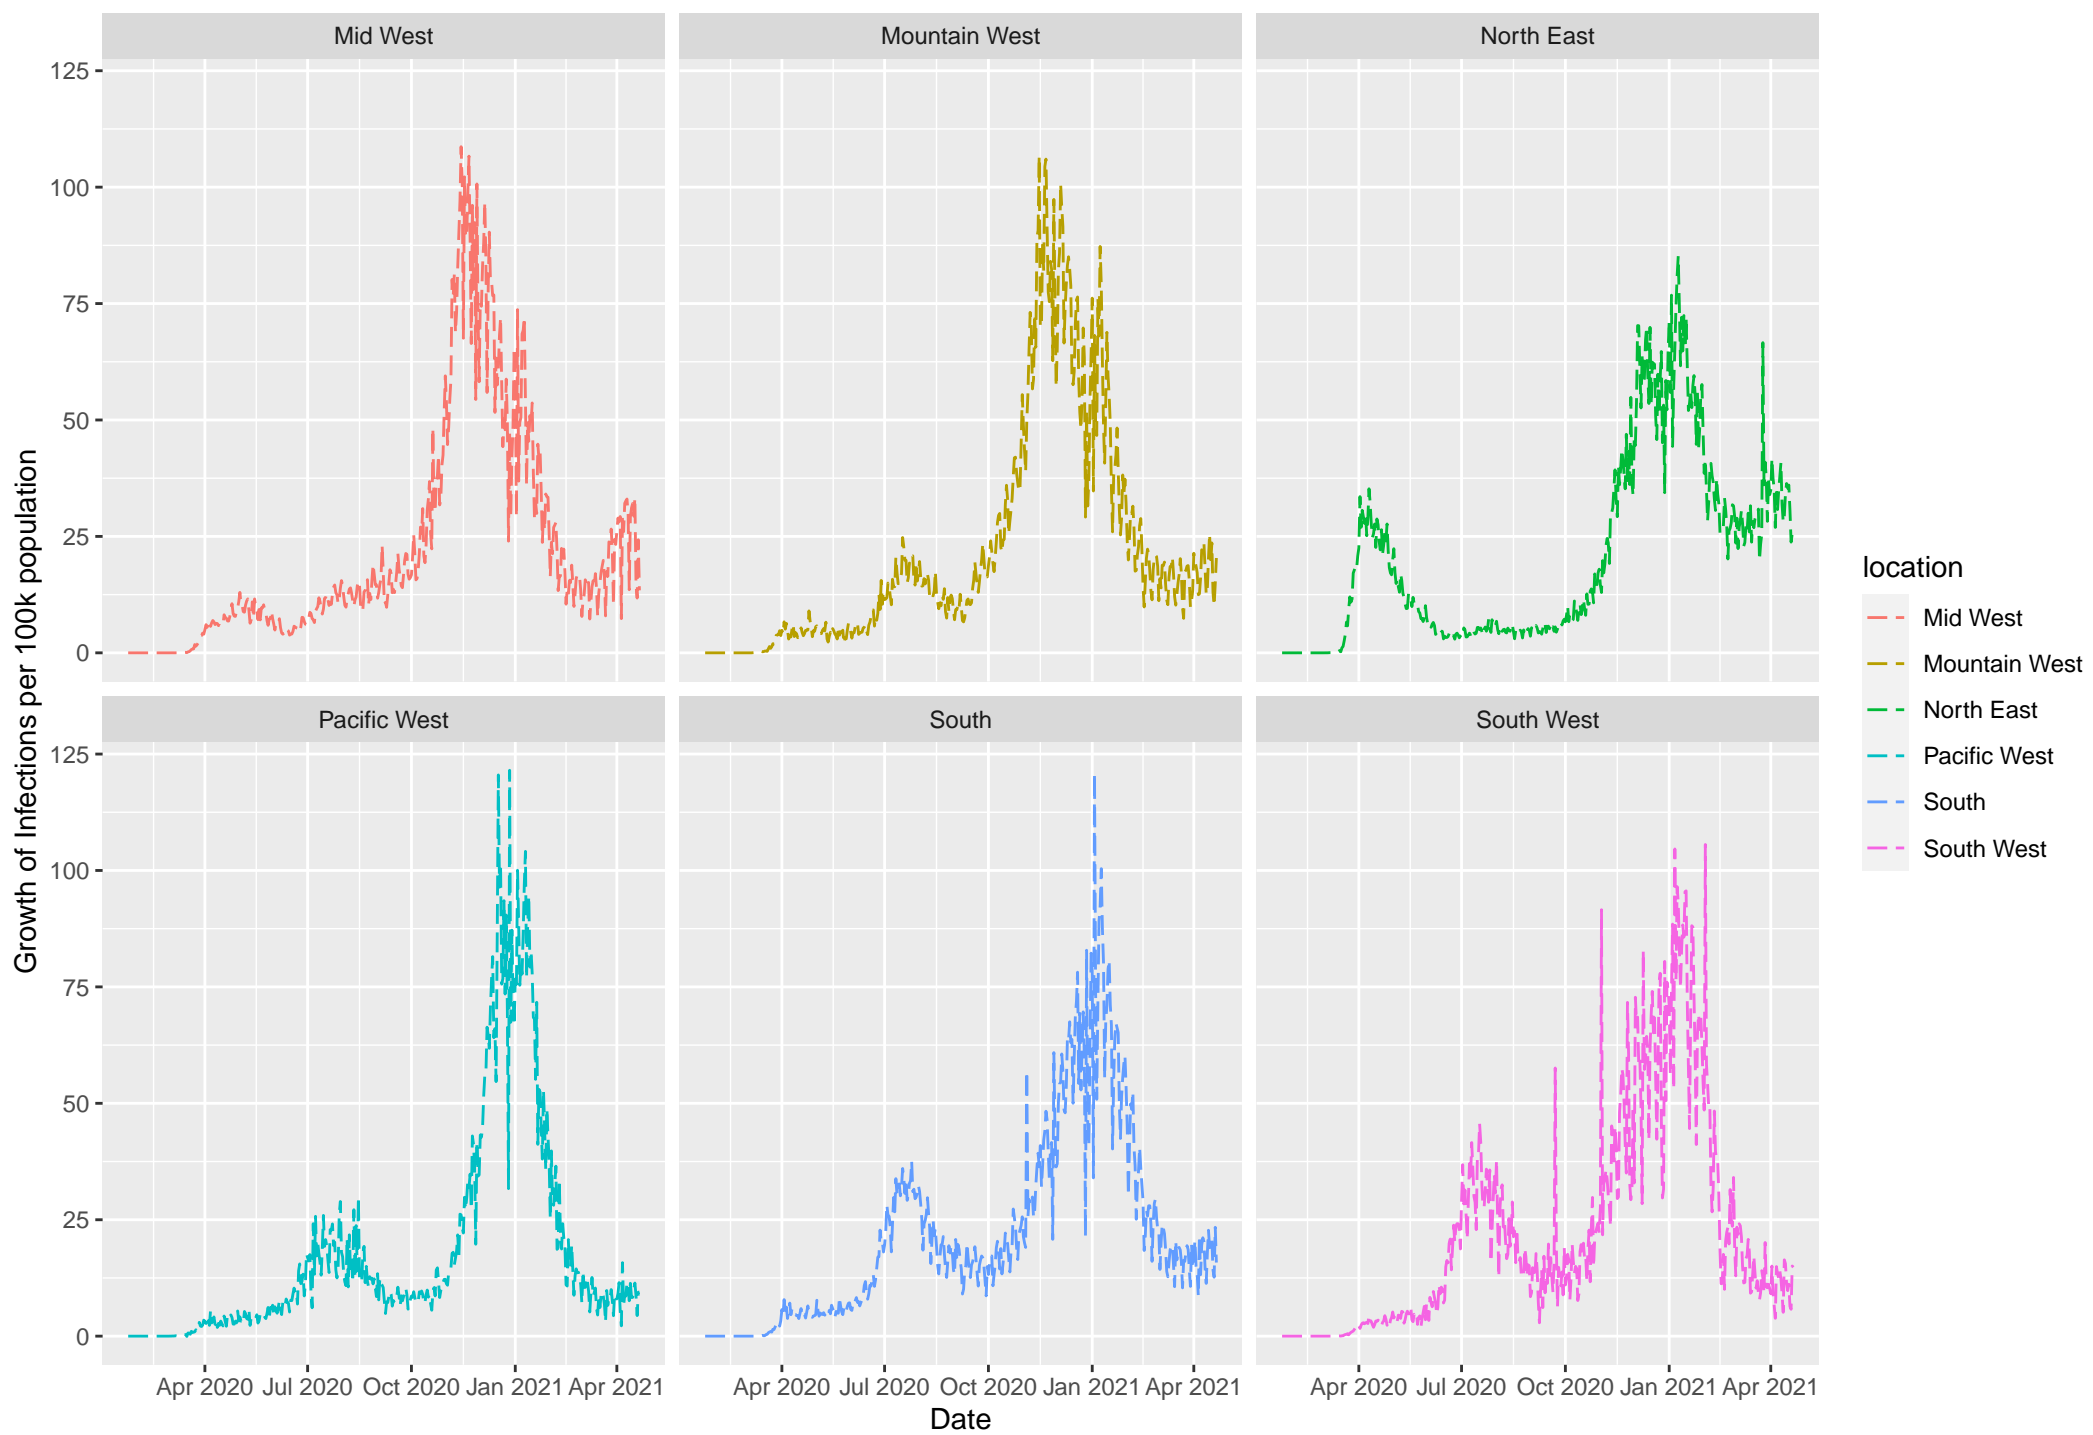 Mid West
Mountain West
North East
125
100
75
50
25
0
Pacific West
South
South West
125
100
75
50
25
0
Growth of Infections per 100k population
Apr 2020 Jul 2020 Oct 2020 Jan 2021 Apr 2021
Apr 2020 Jul 2020 Oct 2020 Jan 2021 Apr 2021
Apr 2020 Jul 2020 Oct 2020 Jan 2021 Apr 2021
Date
location
Mid West
Mountain West
North East
Pacific West
South
South West